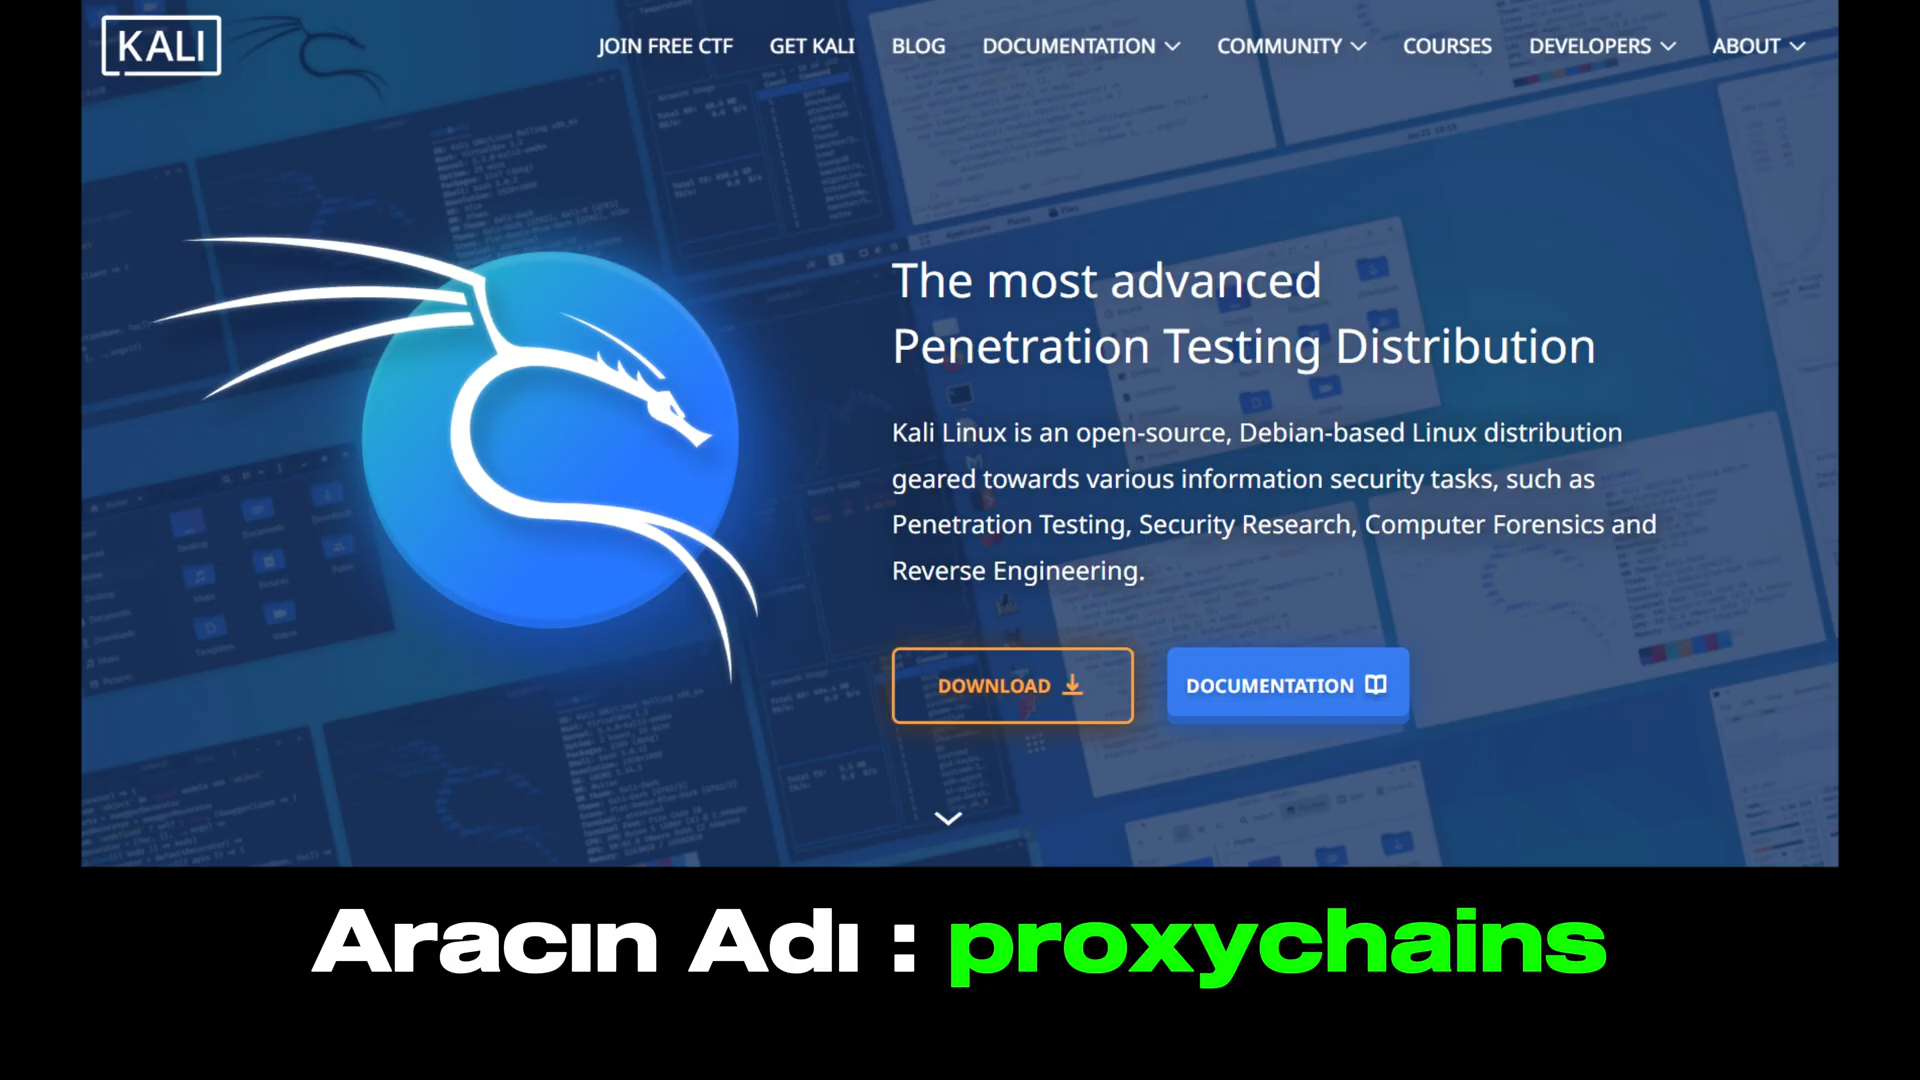 KALI
JOIN FREE CTF GET KALI BLOG DOCUMENTATION COMMUNITY COURSES DEVELOPERS ABOUT
The most advanced
Penetration Testing Distribution
Kali Linux is an open-source, Debian-based Linux distribution
geared towards various information security tasks, such as
Penetration Testing, Security Research, Computer Forensics and
Reverse Engineering.
DOWNLOAD DOCUMENTATION
Aracın Adı : proxychains